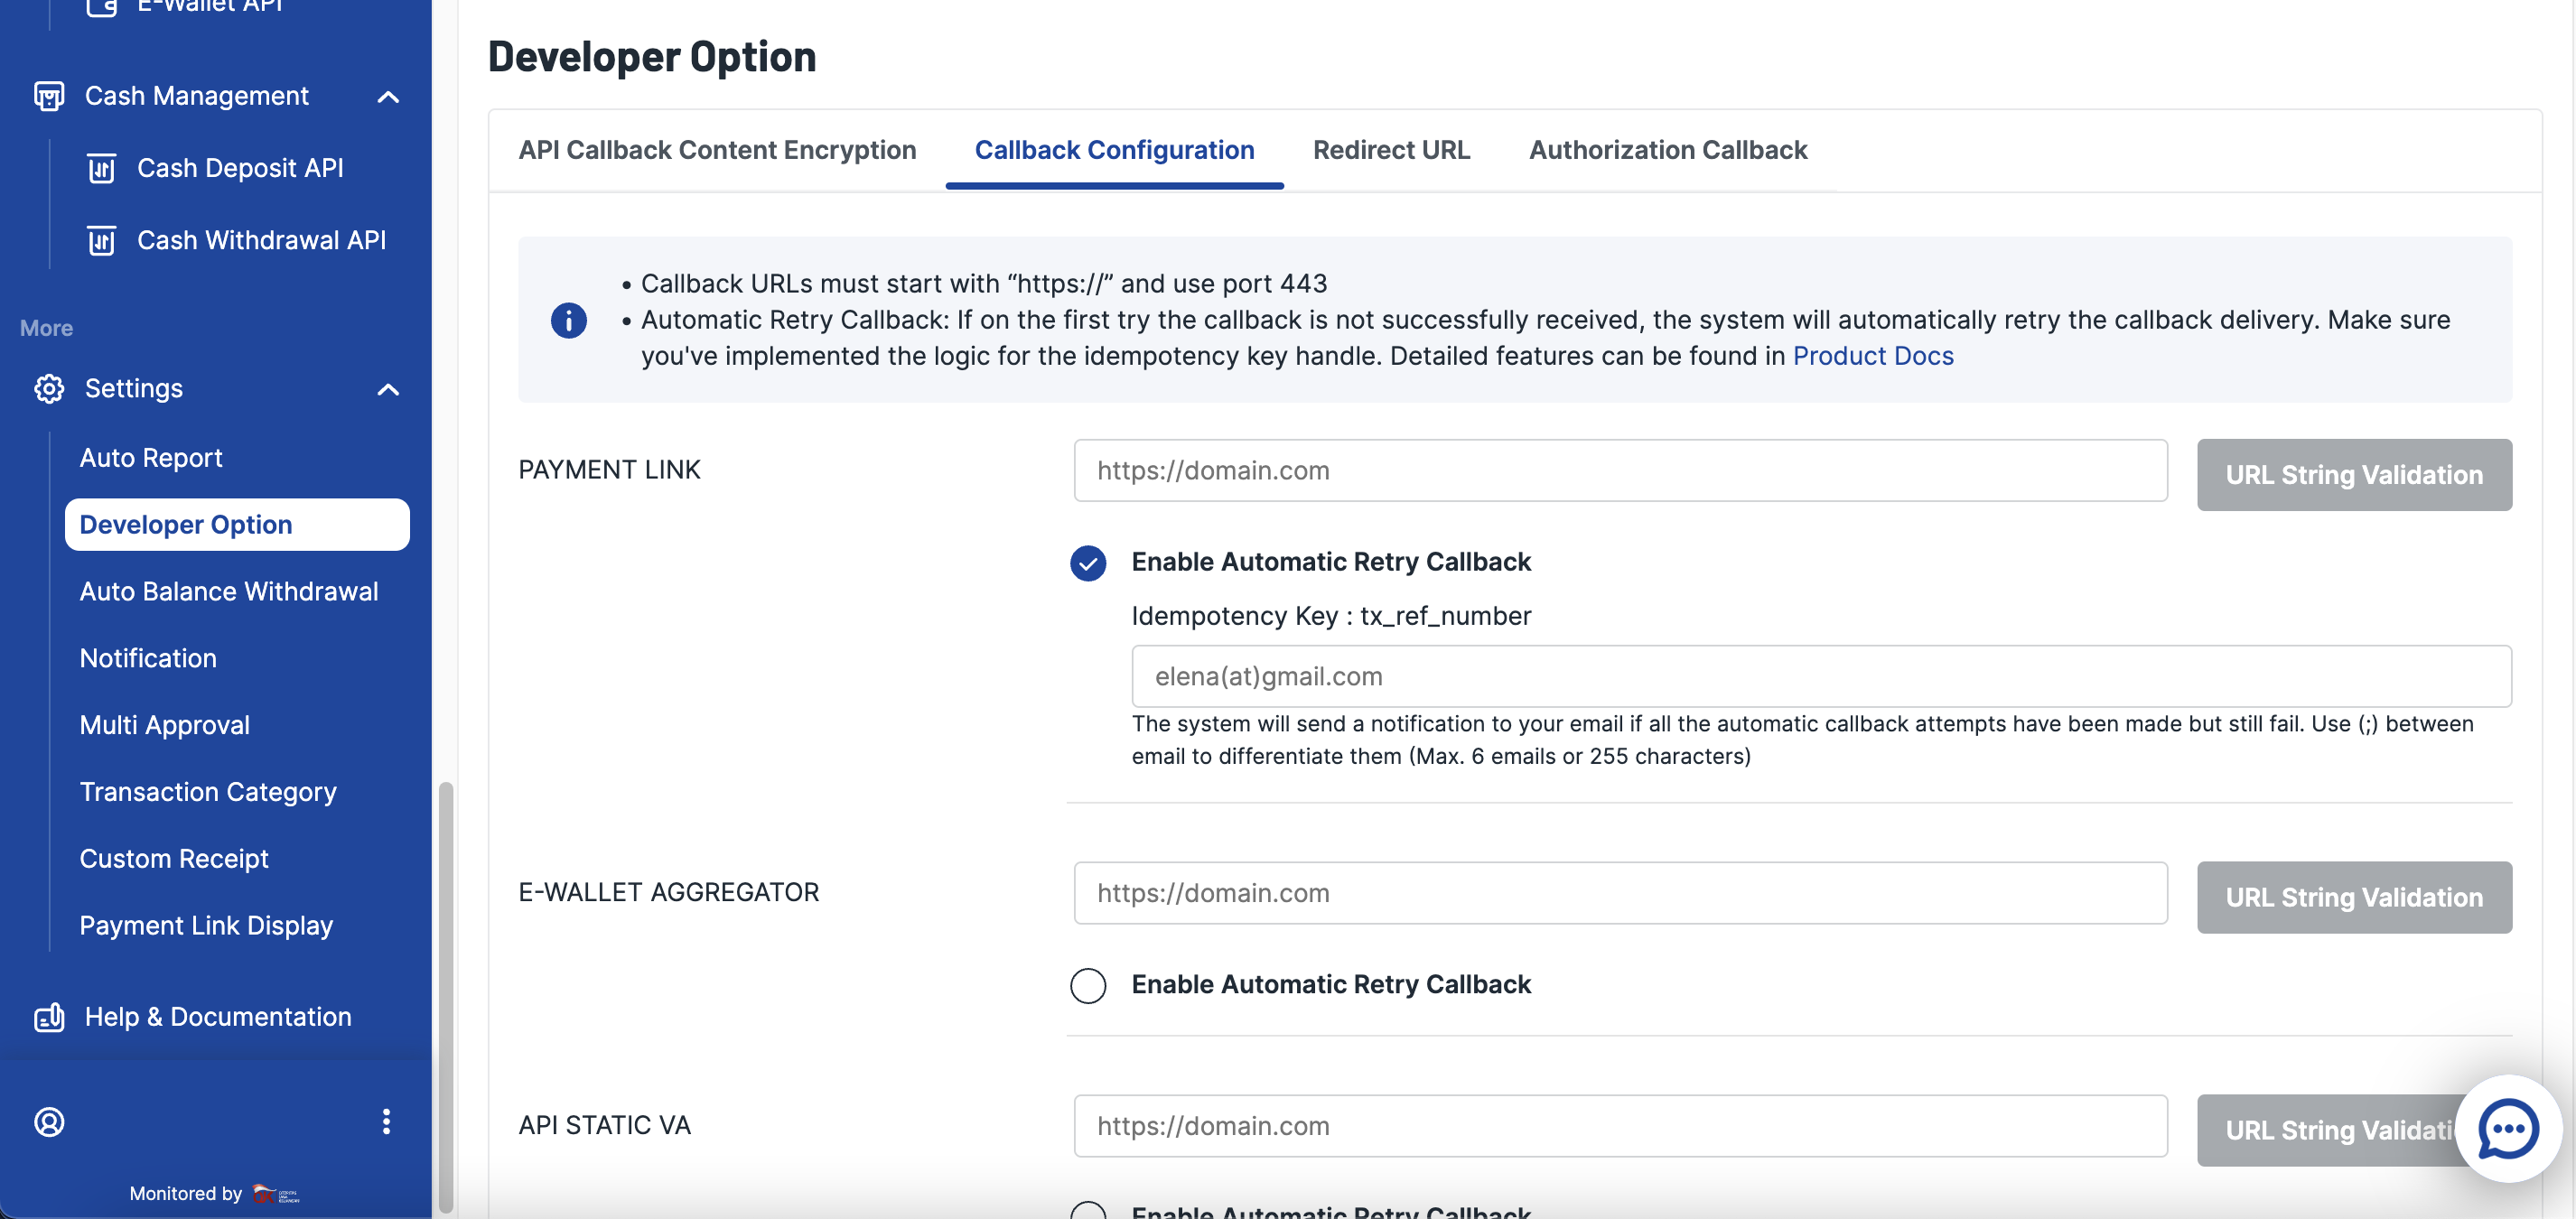 E-Wallet API
Cash Management
Cash Deposit API
Cash Withdrawal API
More
Settings
Auto Report
Developer Option
Auto Balance Withdrawal
Notification
Multi Approval
Transaction Category
Custom Receipt
Payment Link Display
Help & Documentation
Monitored by
Developer Option
API Callback Content Encryption
Callback Configuration
Redirect URL
Authorization Callback
• Callback URLs must start with “https://” and use port 443
• Automatic Retry Callback: If on the first try the callback is not successfully received, the system will automatically retry the callback delivery. Make sure
you've implemented the logic for the idempotency key handle. Detailed features can be found in Product Docs
PAYMENT LINK
https://domain.com
URL String Validation
Enable Automatic Retry Callback
Idempotency Key : tx_ref_number
elena(at)gmail.com
The system will send a notification to your email if all the automatic callback attempts have been made but still fail. Use (;) between
email to differentiate them (Max. 6 emails or 255 characters)
E-WALLET AGGREGATOR
https://domain.com
URL String Validation
Enable Automatic Retry Callback
API STATIC VA
https://domain.com
URL String Validati
Enable Automatic Retry Callback